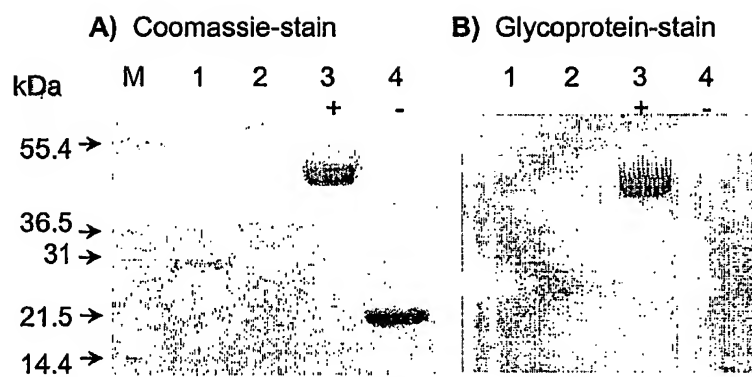 A) Coomassie-stain
B) Glycoprotein-stain
kDa M 1 2 3 4
+ -
1 2 3 4
+ -
55.4
36.5
31
21.5
14.4